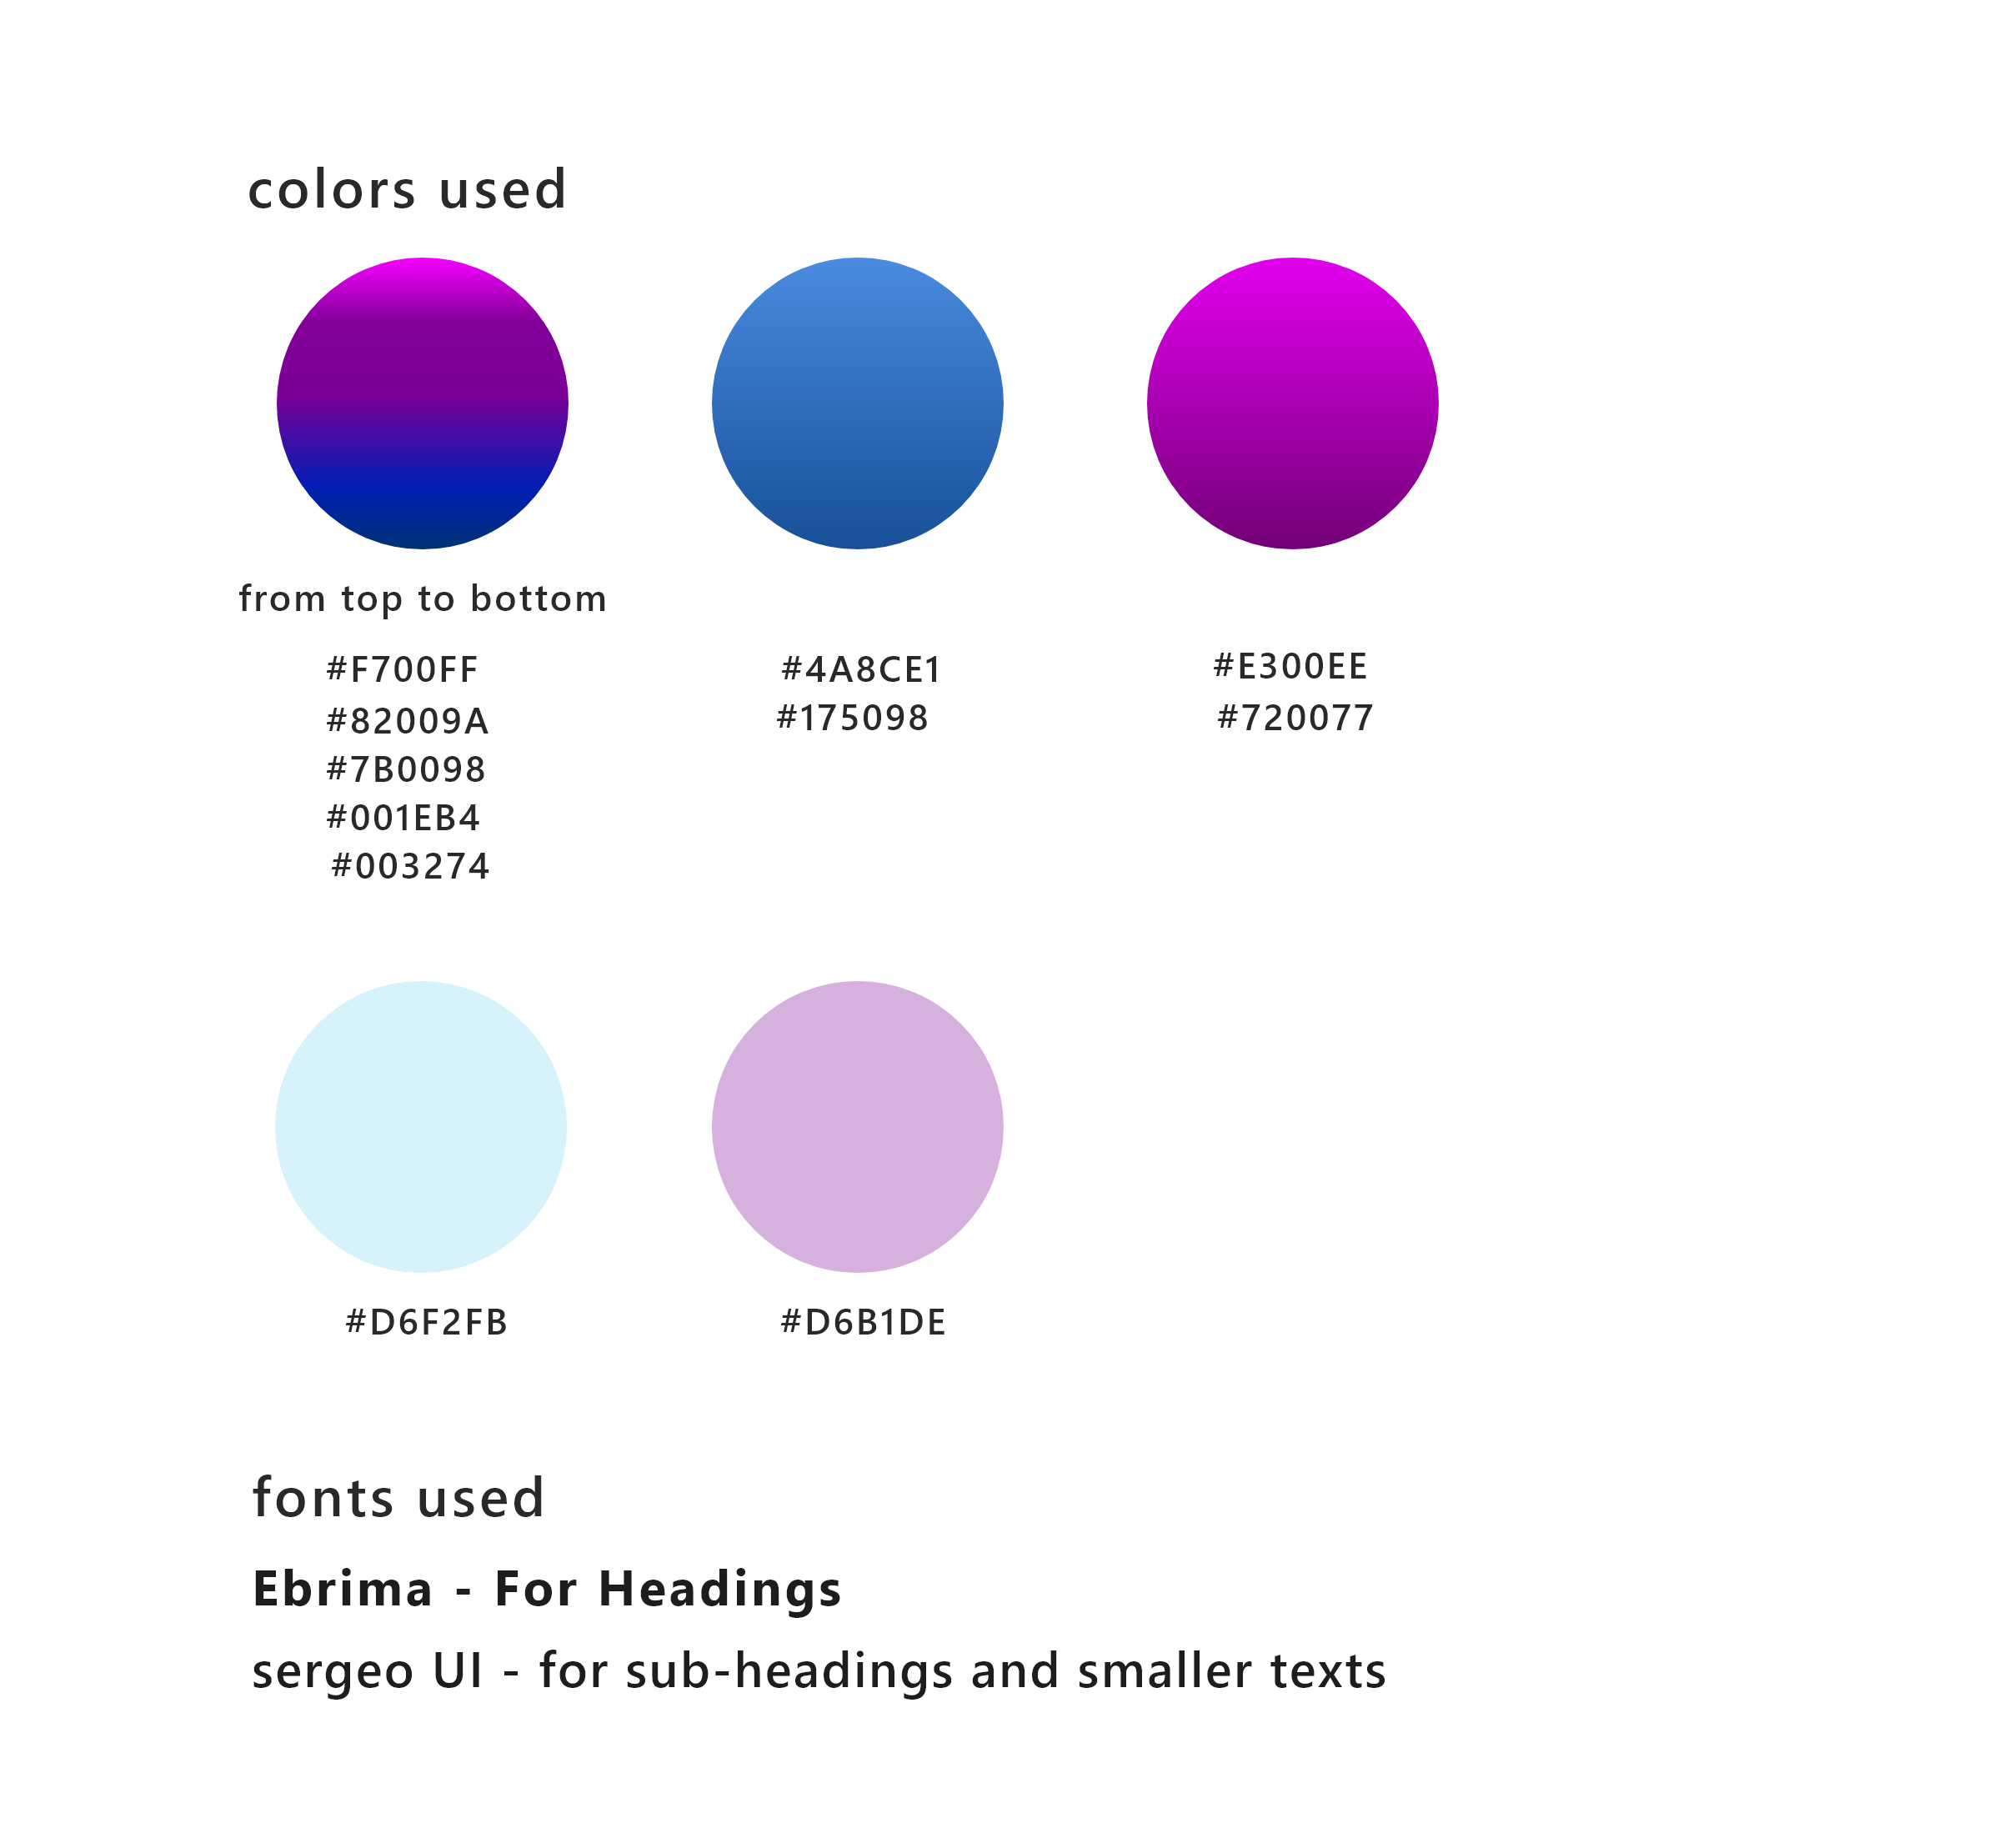 colors used
from top to bottom
#F700FF
#82009A
#7B0098
#001EB4
#003274
#4A8CE1
#175098
#E300EE
#720077
#D6F2FB
#D6B1DE
fonts used
Ebrima - For Headings
sergeo UI - for sub-headings and smaller texts